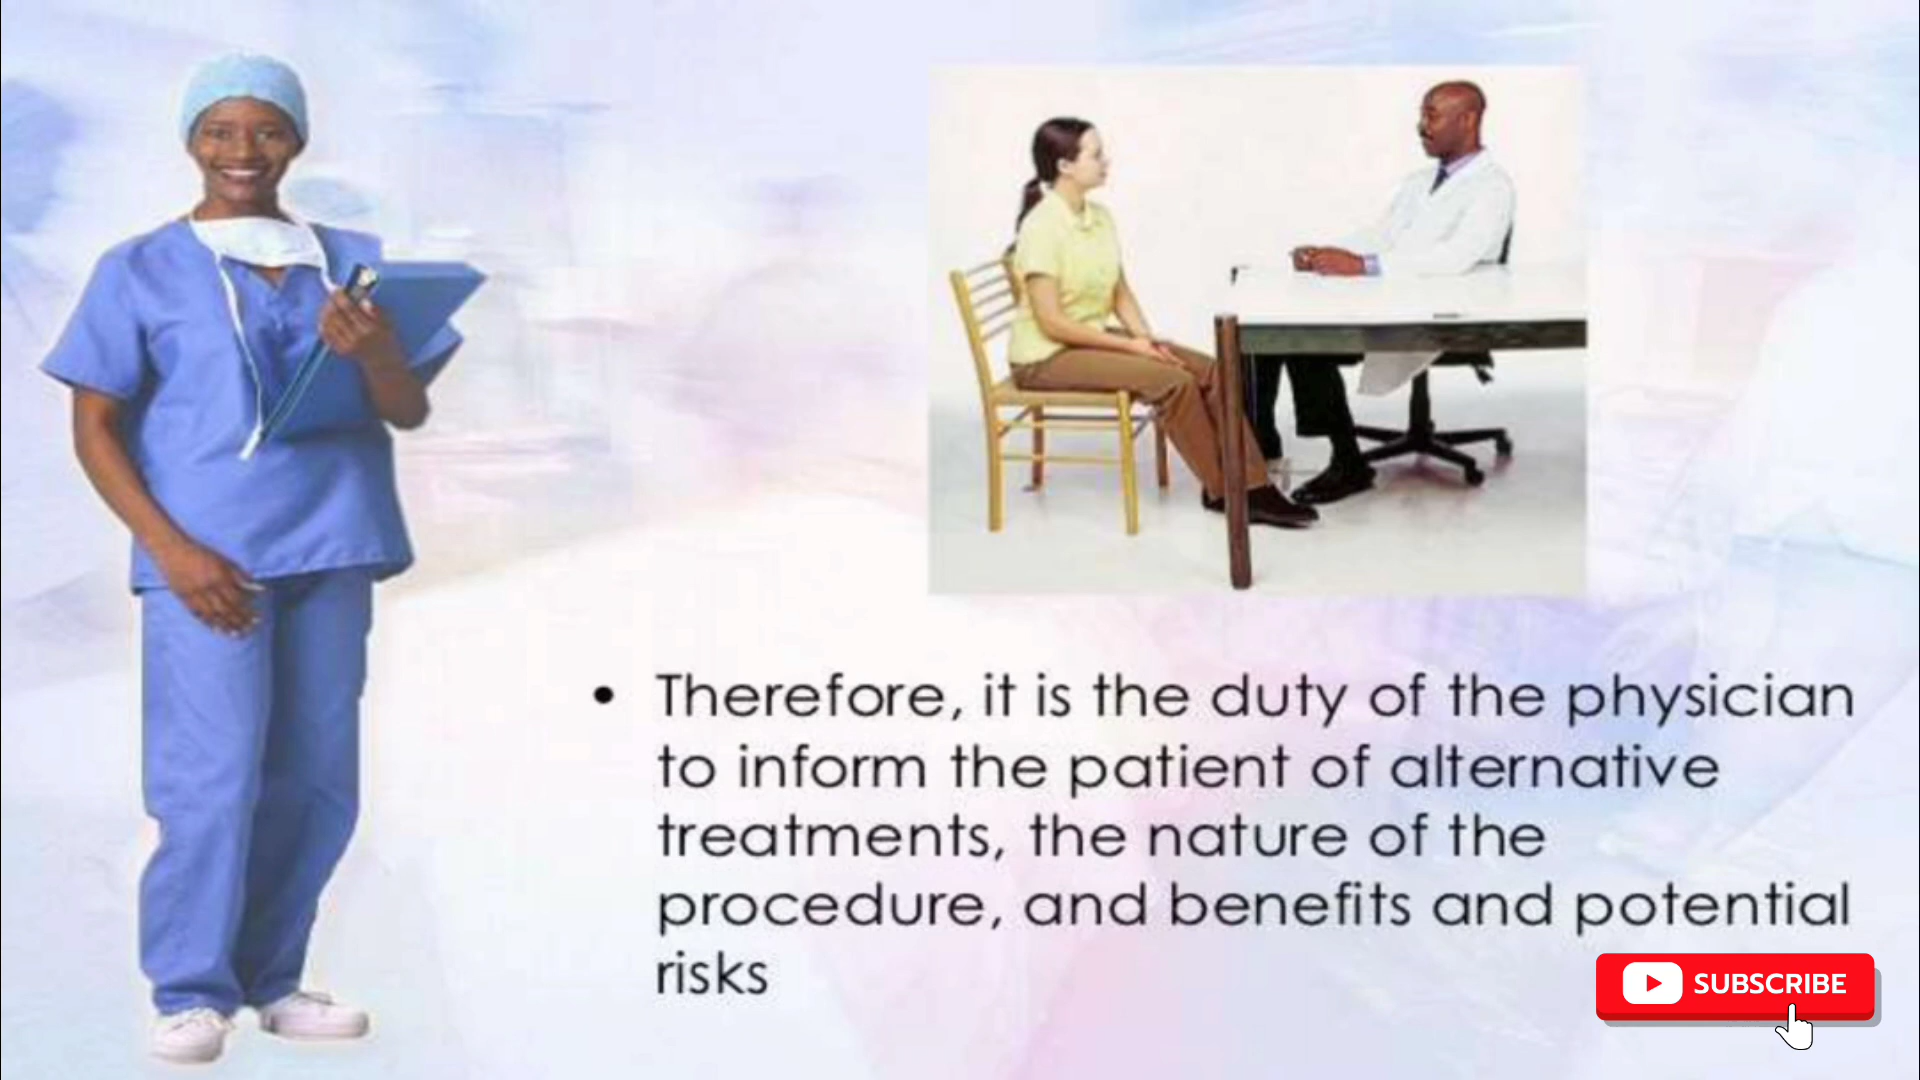 • Therefore, it is the duty of the physician
to inform the patient of alternative
treatments, the nature of the
procedure, and benefits and potential
risks
SUBSCRIBE